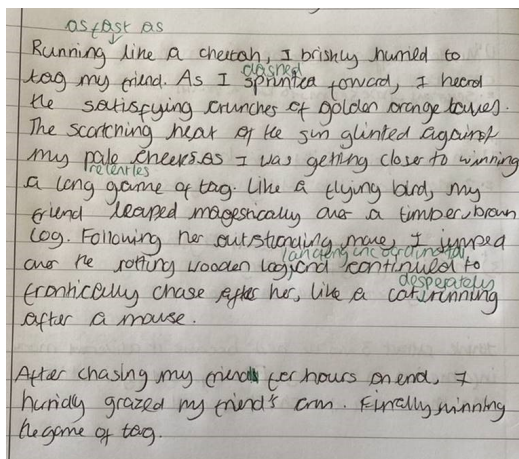 as fast as
Running like a cheetah, I briskly hurried to
dashed
tag my friend. As I sprinted forward, I heard
the satisfying crunches of golden orange leaves.
The scortching heat of the sun glinted against
my pale cheeks.as I was getting closer to winning
relentles
a long game of tag. Like a flying bird, my
friend leaped magestically over a timber brown
log. Following her outstanding move, I jumped
landing uncoordinated
over the rotting wooden log,and continued to
desperately
frantically chase after her, like a cat running
after a mouse.
After chasing my friend for hours on end, I
huridly grazed my friend's arm. Finally winning
the game of tag.